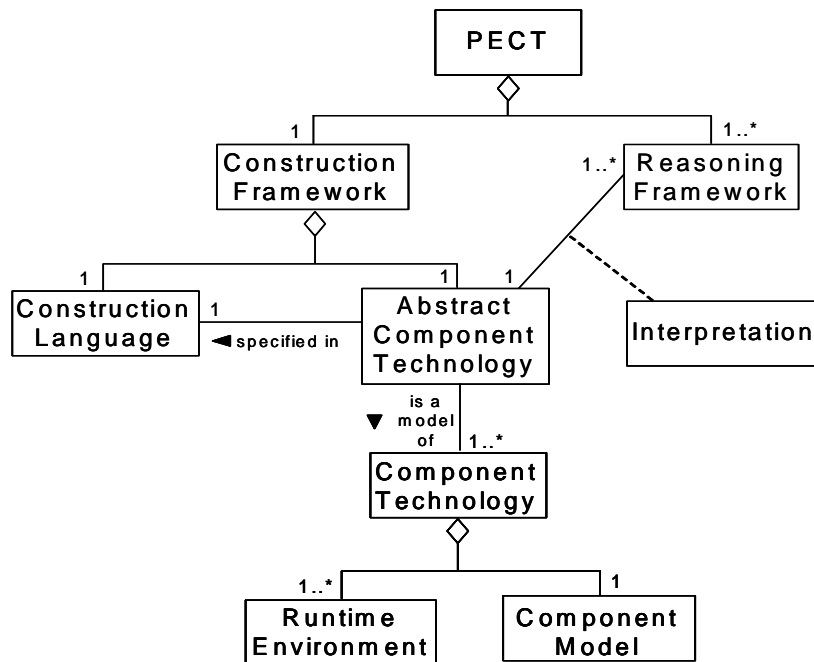 PECT
1
1..*
Construction
Framework
1..*
Reasoning
Framework
1
1
1
Construction
Language
1
Abstract
Component
Technology
Interpretation
◄ specified in
is a
▼ model
of
1..*
Component
Technology
1..*
1
Runtime
Environment
Component
Model